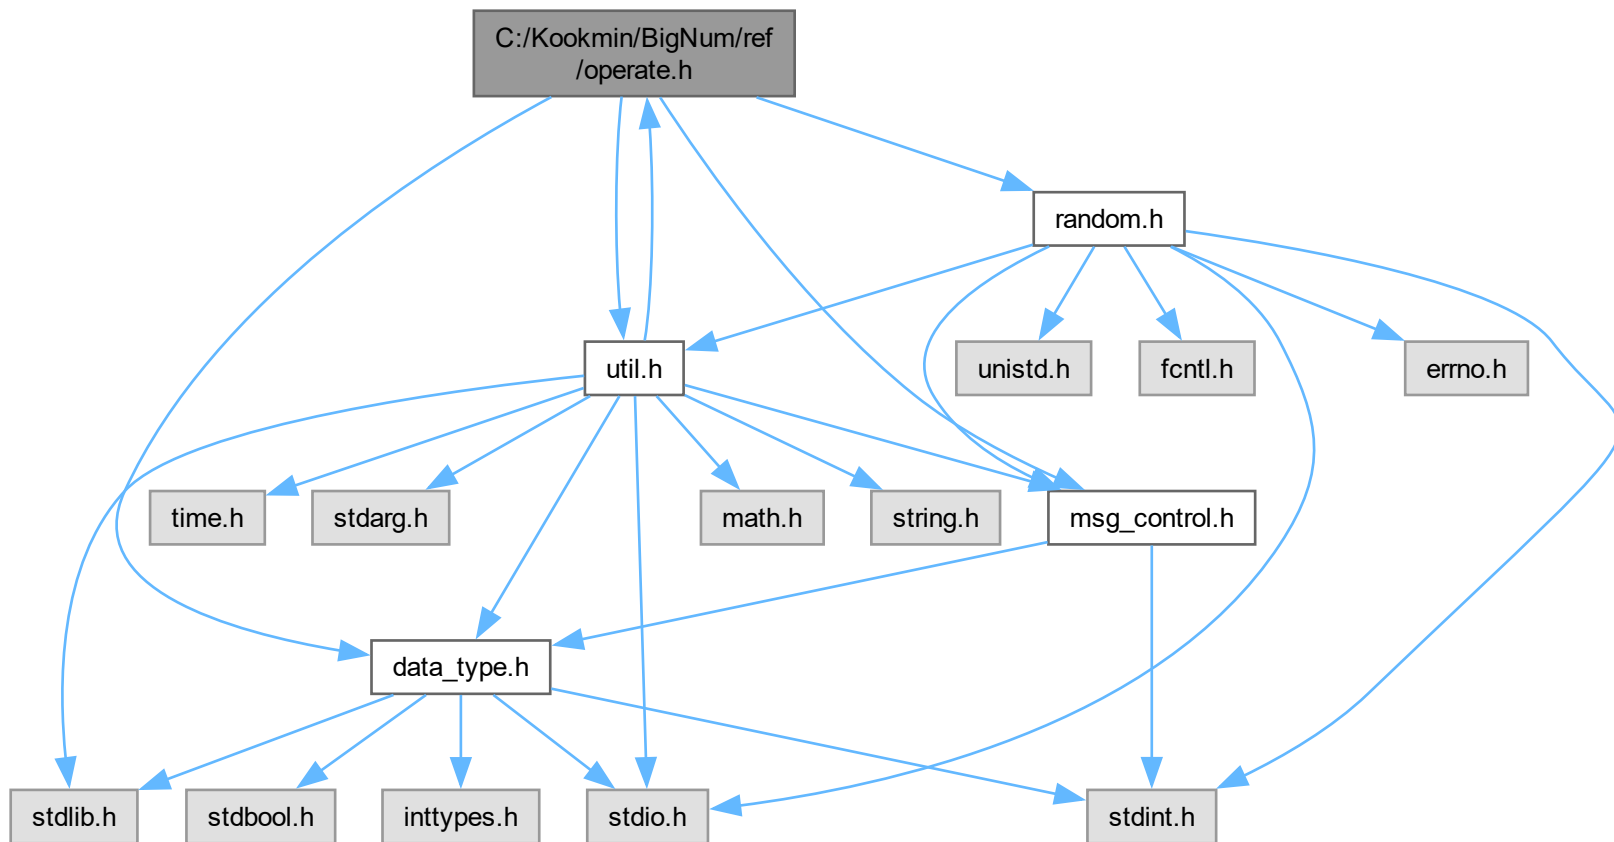 C:/Kookmin/BigNum/ref
/operate.h
random.h
util.h
unistd.h
fcntl.h
errno.h
time.h
stdarg.h
math.h
string.h
msg_control.h
data_type.h
stdlib.h
stdbool.h
inttypes.h
stdio.h
stdint.h